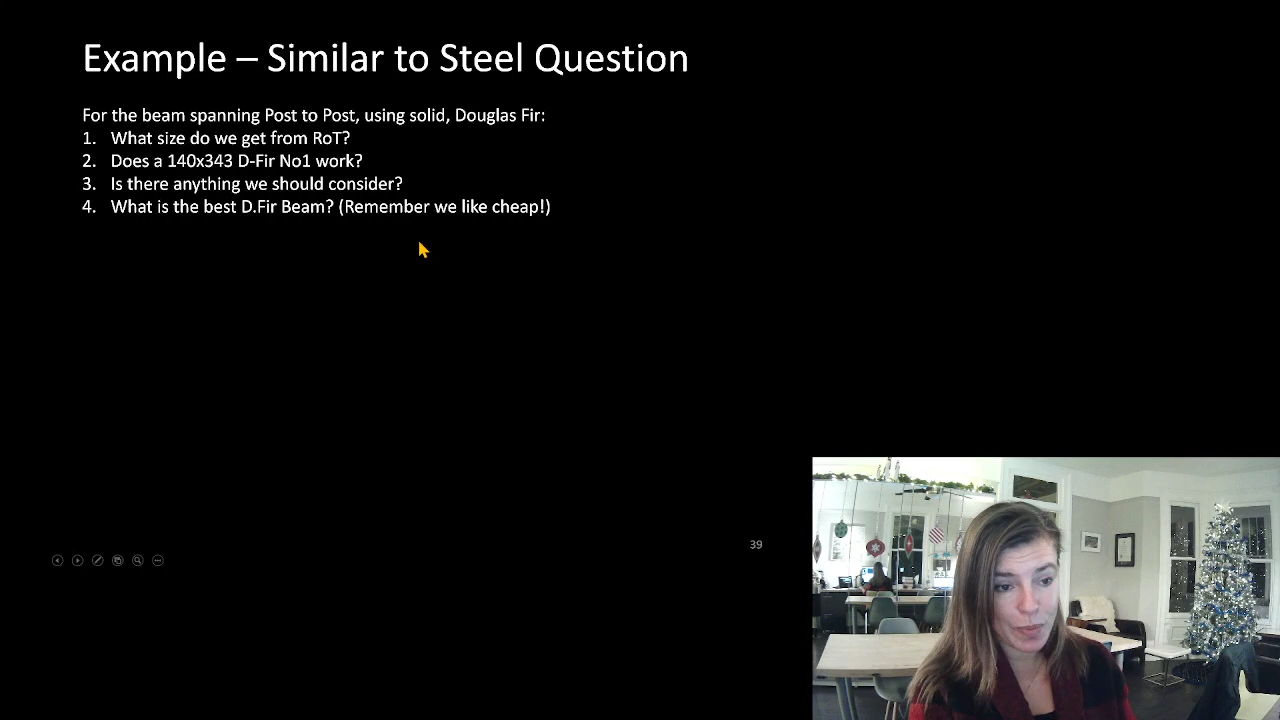 Example – Similar to Steel Question
For the beam spanning Post to Post, using solid, Douglas Fir:
1. What size do we get from RoT?
2. Does a 140x343 D-Fir No1 work?
3. Is there anything we should consider?
4. What is the best D.Fir Beam? (Remember we like cheap!)
39